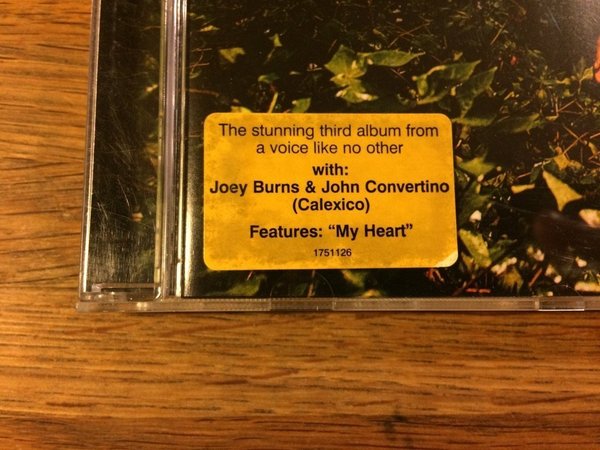 The stunning third album from
a voice like no other
with:
Joey Burns & John Convertino
(Calexico)
Features: “My Heart”
1751126